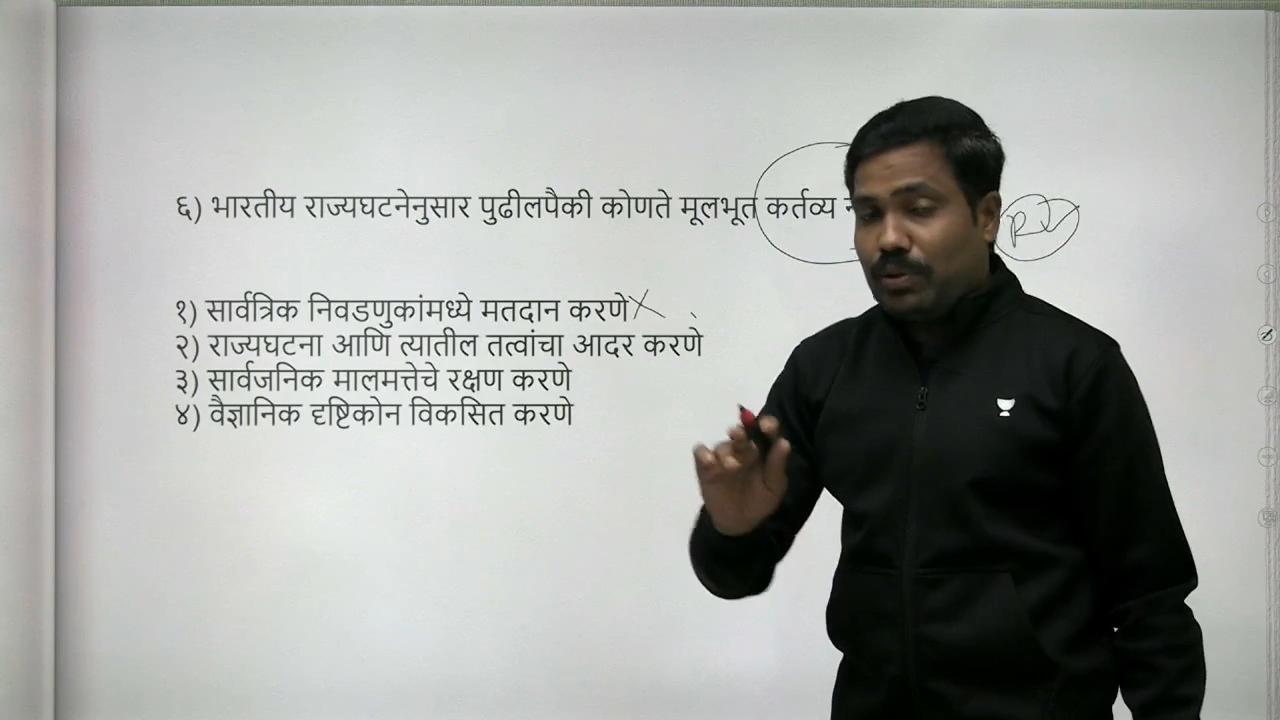 ६) भारतीय राज्यघटनेनुसार पुढीलपैकी कोणते मूलभूत कर्तव्य
१) सार्वत्रिक निवडणुकांमध्ये मतदान करणे
२) राज्यघटना आणि त्यातील तत्वांचा आदर करणे
३) सार्वजनिक मालमत्तेचे रक्षण करणे
४) वैज्ञानिक दृष्टिकोन विकसित करणे